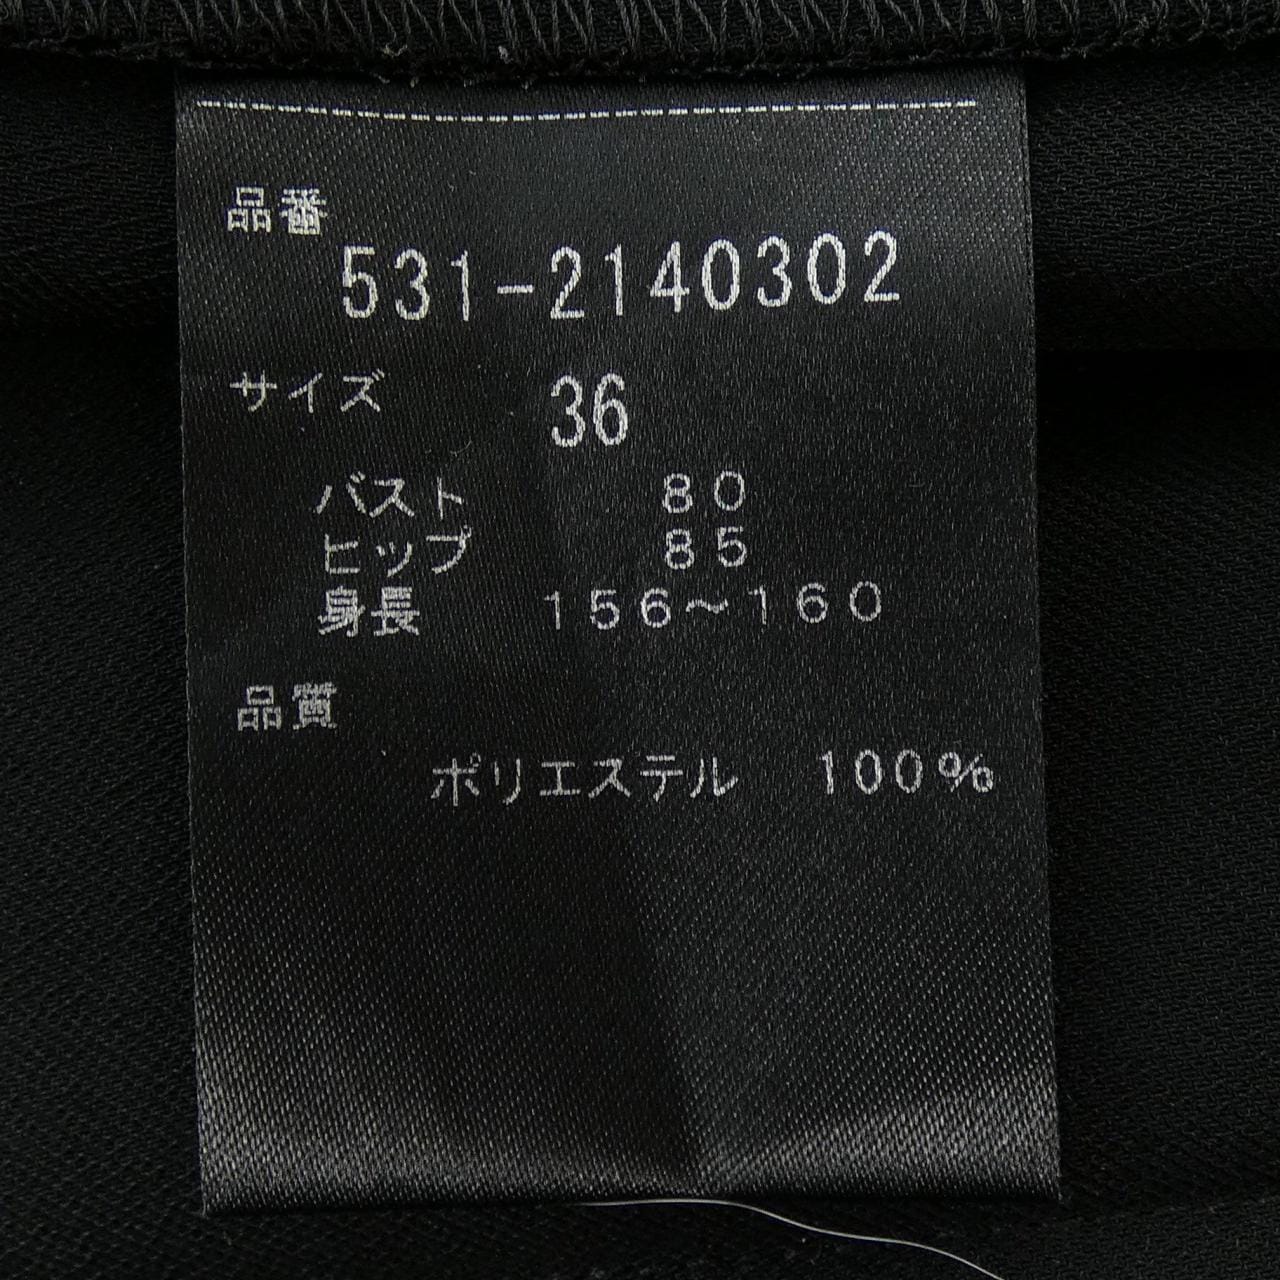 品番
531-2140302
サイズ 36
バスト 80
ヒップ 85
身長 156～160
品質
ポリエステル 100%